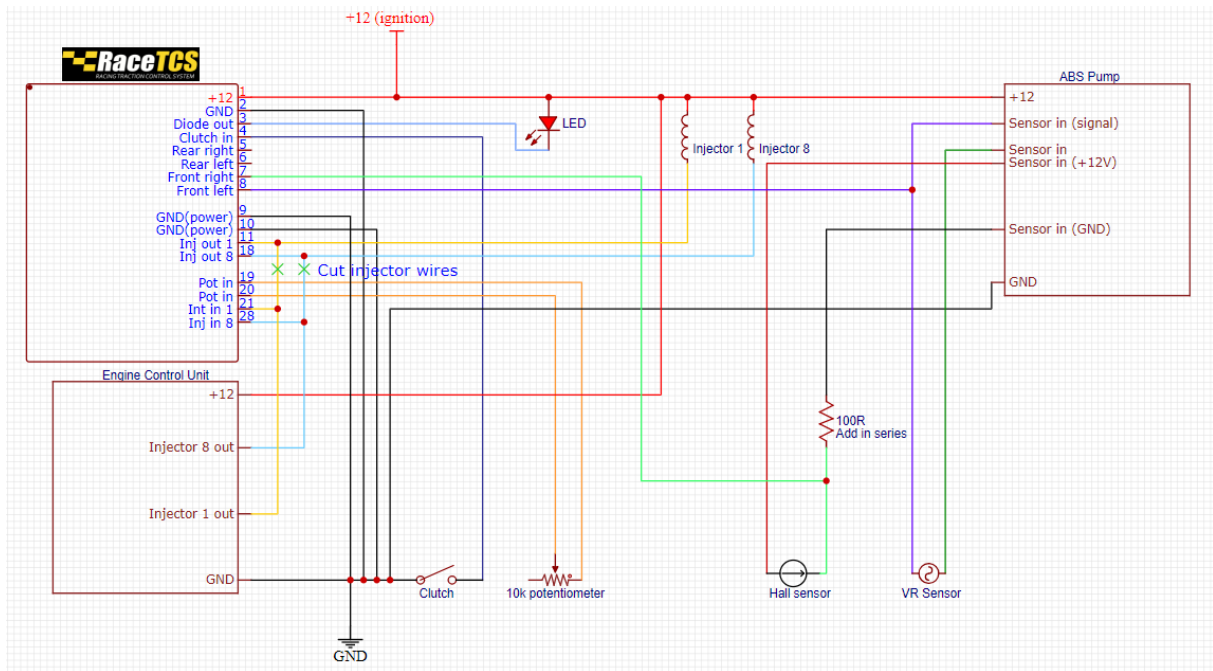 +12 (ignition)
RaceTCS
RACING TRACTION CONTROL SYSTEM
+12 1
GND 2
Diode out 3
Clutch in 4
Rear right 5
Rear left 6
Front right 7
Front left 8
GND(power) 9
GND(power) 10
Inj out 1 11
Inj out 8 18
Pot in 19
Pot in 20
Int in 1 21
Inj in 8 28
Cut injector wires
LED
Injector 1
Injector 8
ABS Pump
+12
Sensor in (signal)
Sensor in
Sensor in (+12V)
Sensor in (GND)
GND
Engine Control Unit
+12
Injector 8 out
Injector 1 out
GND
100R
Add in series
Clutch
10k potentiometer
Hall sensor
VR Sensor
GND